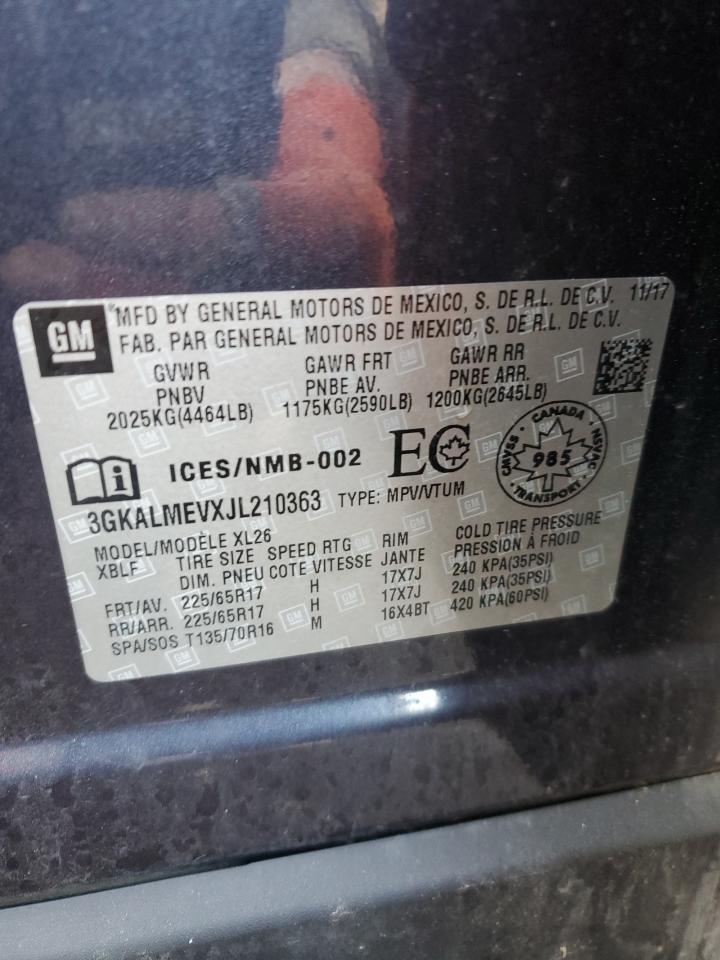 GM
*MFD BY GENERAL MOTORS DE MEXICO, S. DE R.L. DE C.V. 11/17
FAB. PAR GENERAL MOTORS DE MEXICO, S. DE R.L. DE C.V.
GVWR GAWR FRT GAWR RR
PNBV PNBE AV. PNBE ARR.
2025KG(4464LB) 1175KG(2590LB) 1200KG(2645LB)
i ICES/NMB-002 EC
CANADA
985
TRANSPORT
CMVSS
NSVAC
3GKALMEVXJL210363 TYPE: MPV/VTUM
MODEL/MODÈLE XL26
XBLF TIRE SIZE SPEED RTG RIM COLD TIRE PRESSURE
DIM. PNEU COTE VITESSE JANTE PRESSION À FROID
FRT/AV. 225/65R17 H 17X7J 240 KPA(35PSI)
RR/ARR. 225/65R17 H 17X7J 240 KPA(35PSI)
SPA/SOS T135/70R16 M 16X4BT 420 KPA(60PSI)